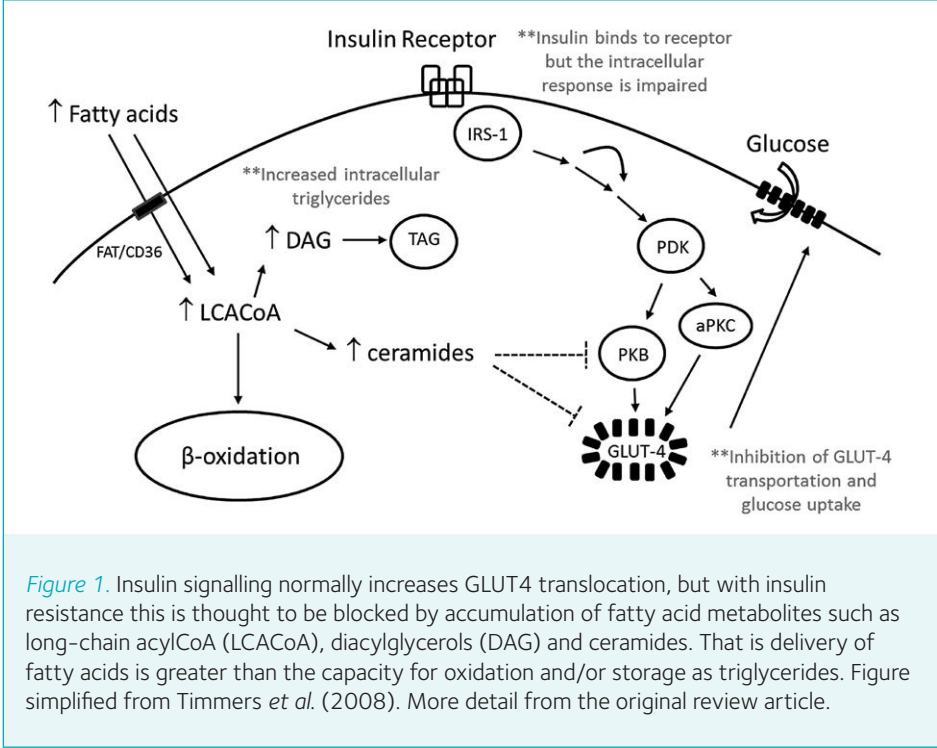 Insulin Receptor
**Insulin binds to receptor
but the intracellular
response is impaired
↑ Fatty acids
IRS-1
Glucose
**Increased intracellular
triglycerides
FAT/CD36
↑ DAG
TAG
PDK
↑ LCACoA
aPKC
↑ ceramides
PKB
β-oxidation
GLUT-4
**Inhibition of GLUT-4
transportation and
glucose uptake
Figure 1. Insulin signalling normally increases GLUT4 translocation, but with insulin
resistance this is thought to be blocked by accumulation of fatty acid metabolites such as
long-chain acylCoA (LCACoA), diacylglycerols (DAG) and ceramides. That is delivery of
fatty acids is greater than the capacity for oxidation and/or storage as triglycerides. Figure
simplified from Timmers et al. (2008). More detail from the original review article.